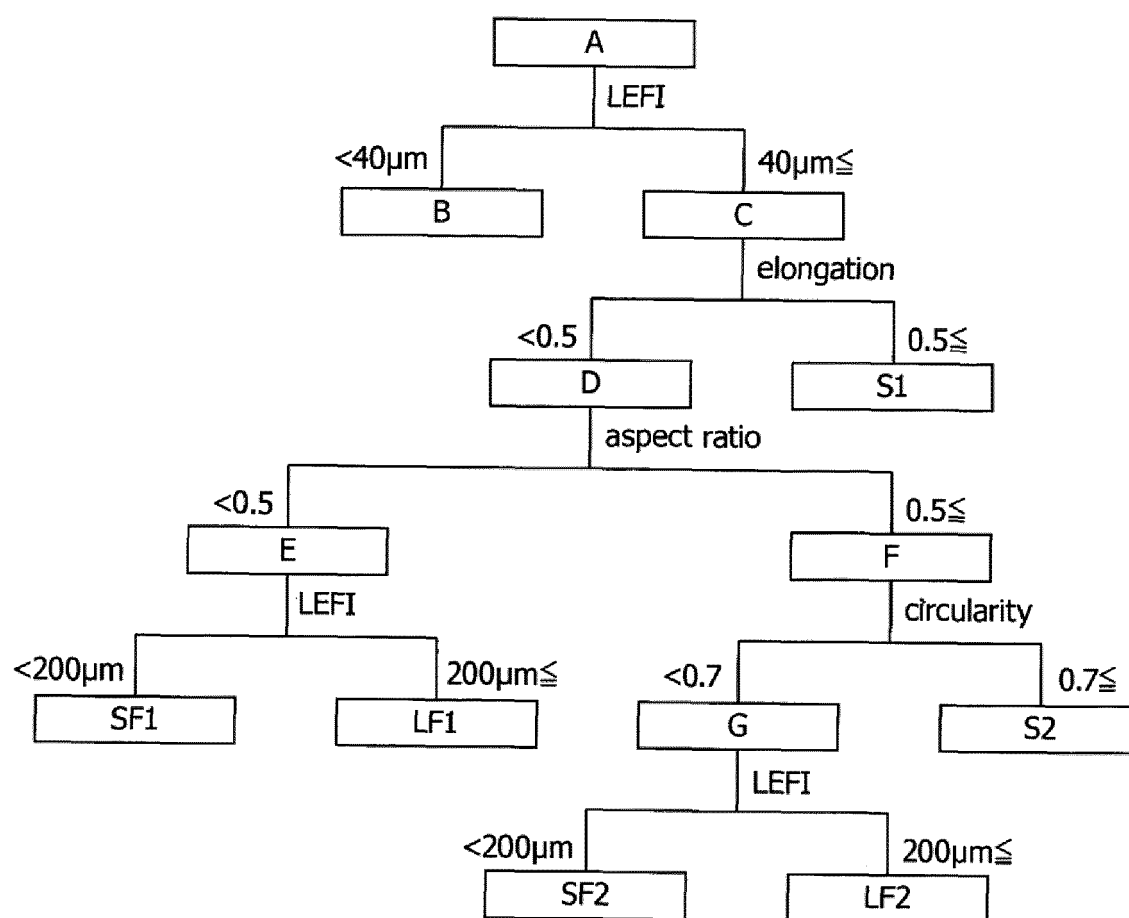 A
LEFI
<40µm
40µm≦
B
C
elongation
<0.5
0.5≦
D
S1
aspect ratio
<0.5
0.5≦
E
F
LEFI
circularity
<200µm
200µm≦
<0.7
0.7≦
SF1
LF1
G
S2
LEFI
<200µm
200µm≦
SF2
LF2